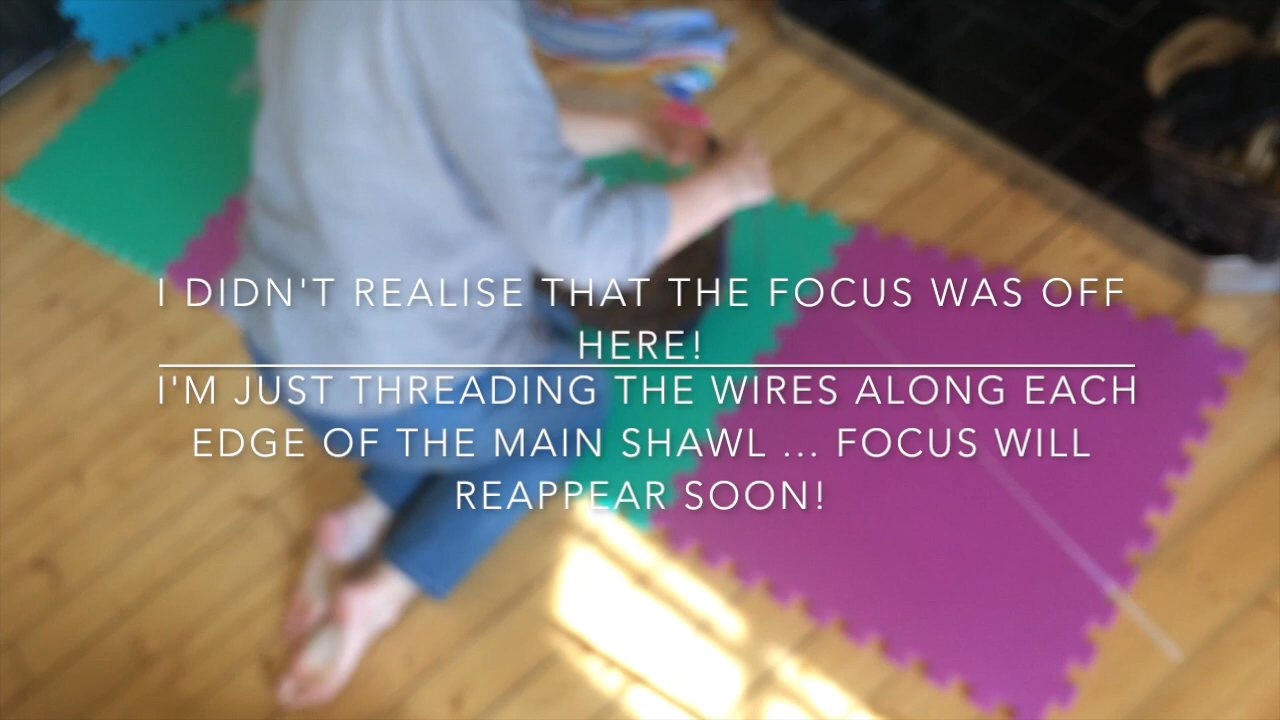 I DIDN'T REALISE THAT THE FOCUS WAS OFF
HERE!
I'M JUST THREADING THE WIRES ALONG EACH
EDGE OF THE MAIN SHAWL ... FOCUS WILL
REAPPEAR SOON!